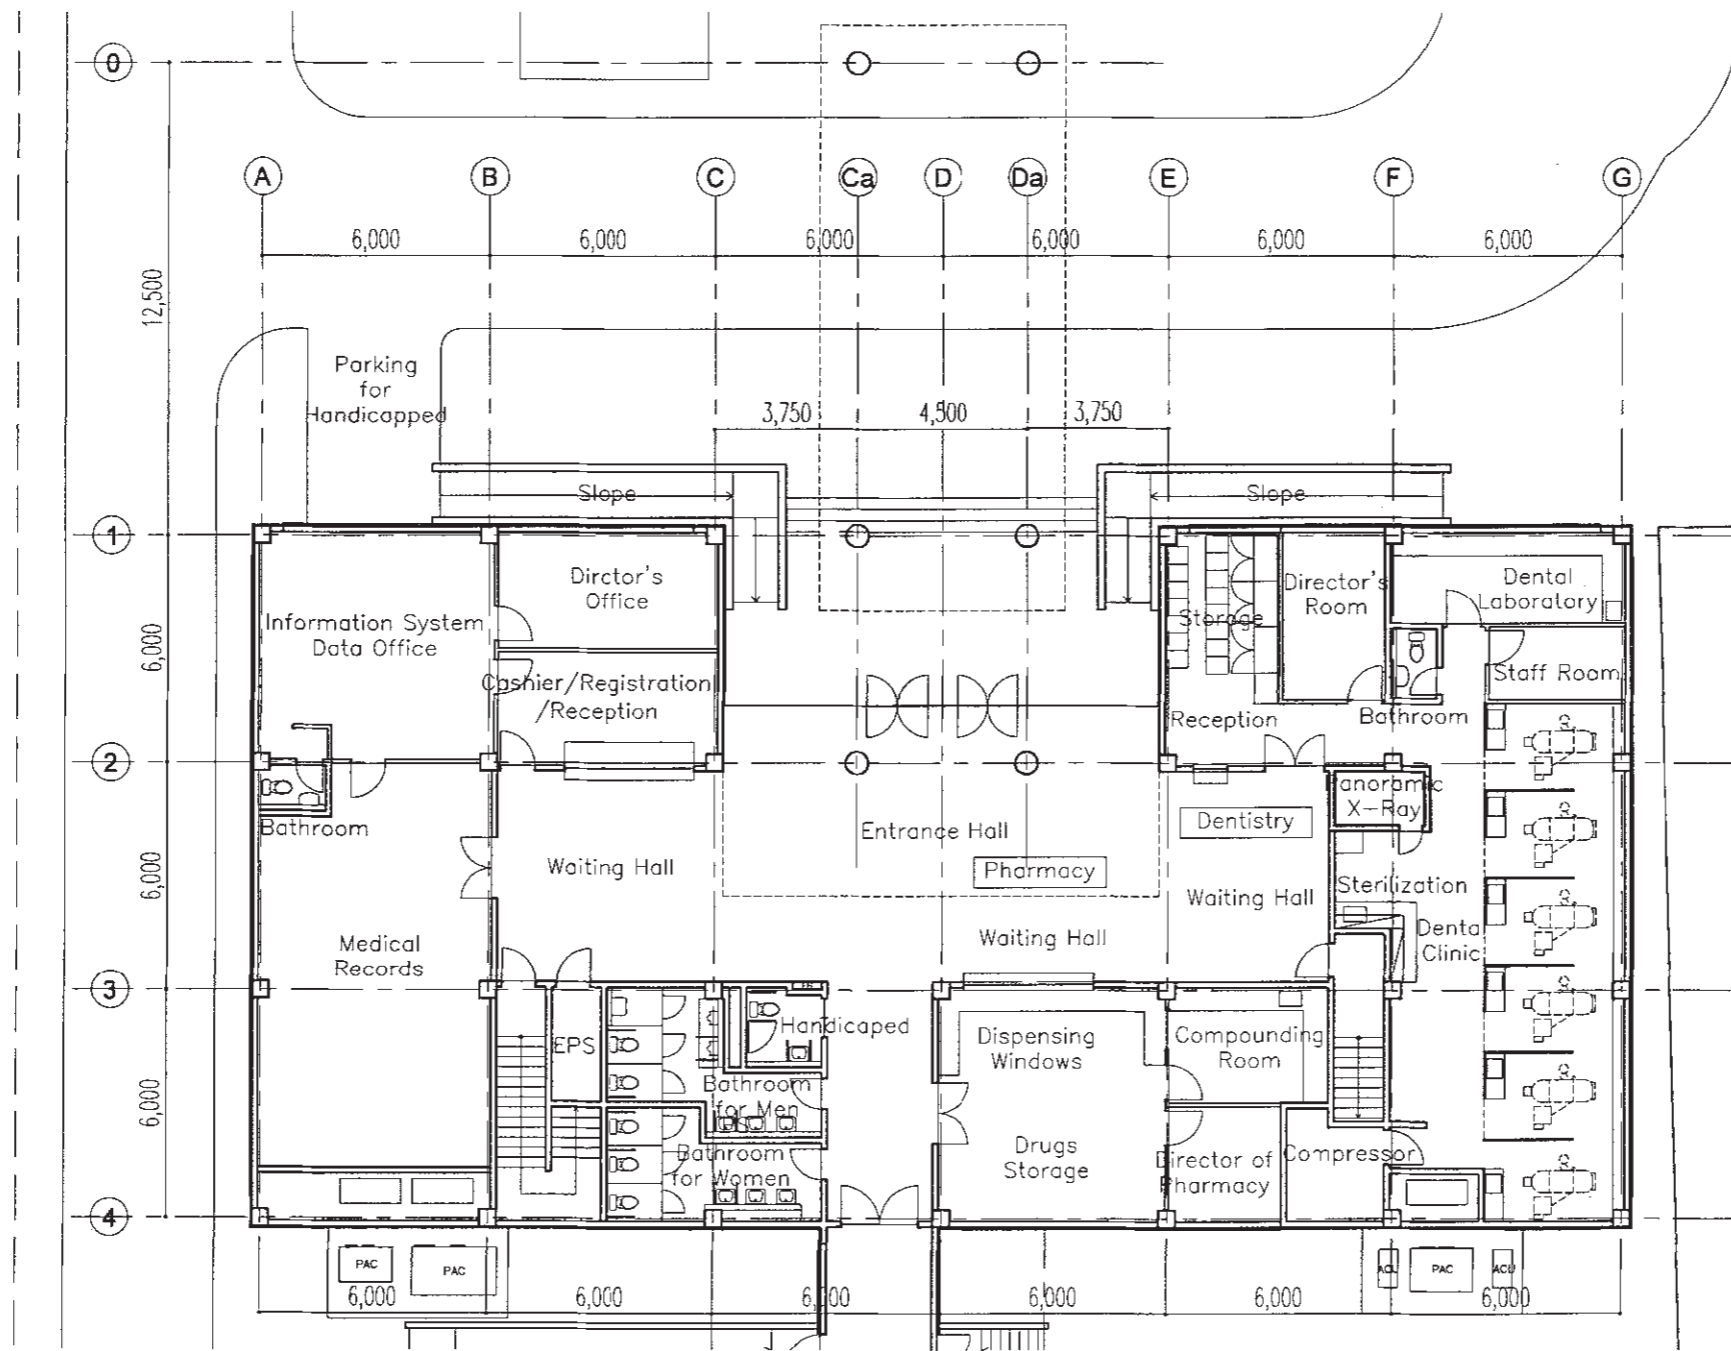 0
A
B
C
Ca
D
Da
E
F
G
6,000
6,000
6,000
6,000
6,000
6,000
12,500
Parking
for
Handicapped
3,750
4,500
3,750
Slope
Slope
1
Dirctor's
Office
Information System
Data Office
Cashier/Registration
/Reception
Storage
Director's
Room
Dental
Laboratory
Staff Room
Reception
Bathroom
6,000
2
Bathroom
Entrance Hall
Waiting Hall
Pharmacy
Dentistry
Panoramic
X-Ray
Waiting Hall
Sterilization
Waiting Hall
Dental
Clinic
6,000
Medical
Records
3
EPS
Handicaped
Bathroom
for Men
Bathroom
for Women
Dispensing
Windows
Compounding
Room
Drugs
Storage
Director of
Pharmacy
Compressor
6,000
4
PAC
PAC
ACU
PAC
ACU
6,000
6,000
6,000
6,000
6,000
6,000